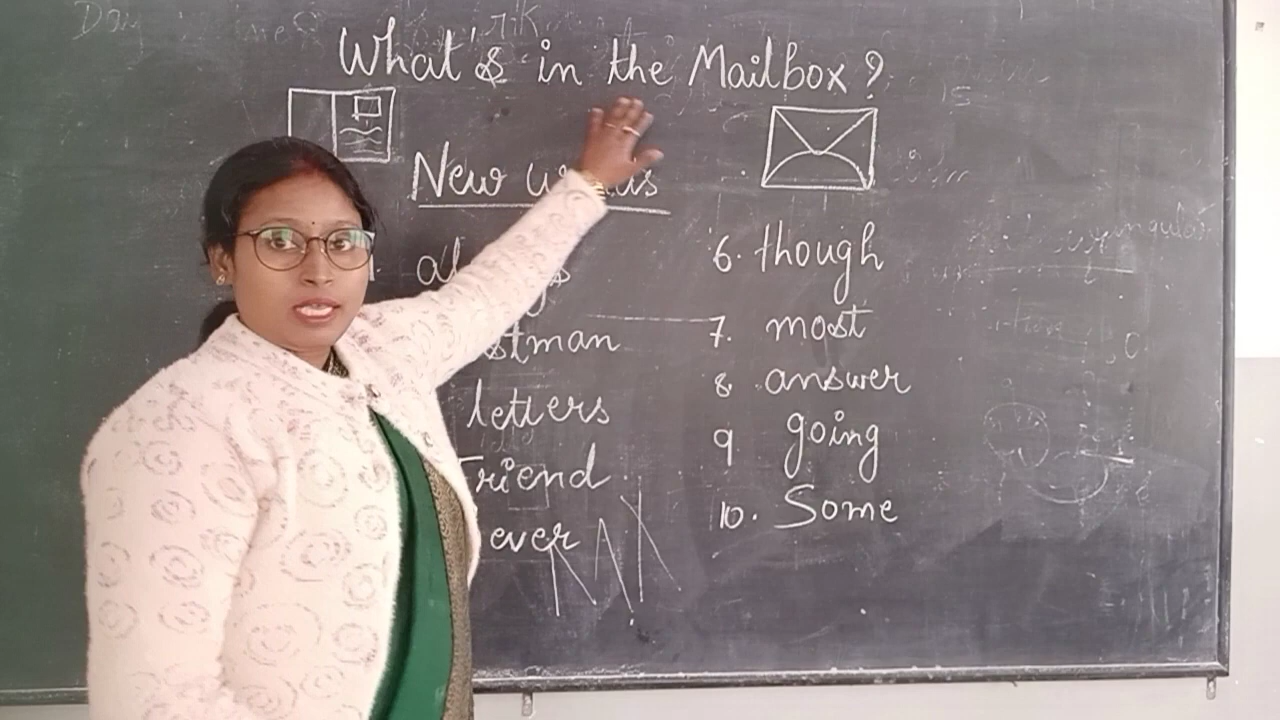 What's in the Mailbox ?
New
6. though
stman
7. most
letters
8. answer
friend
9 going
ever
10. Some